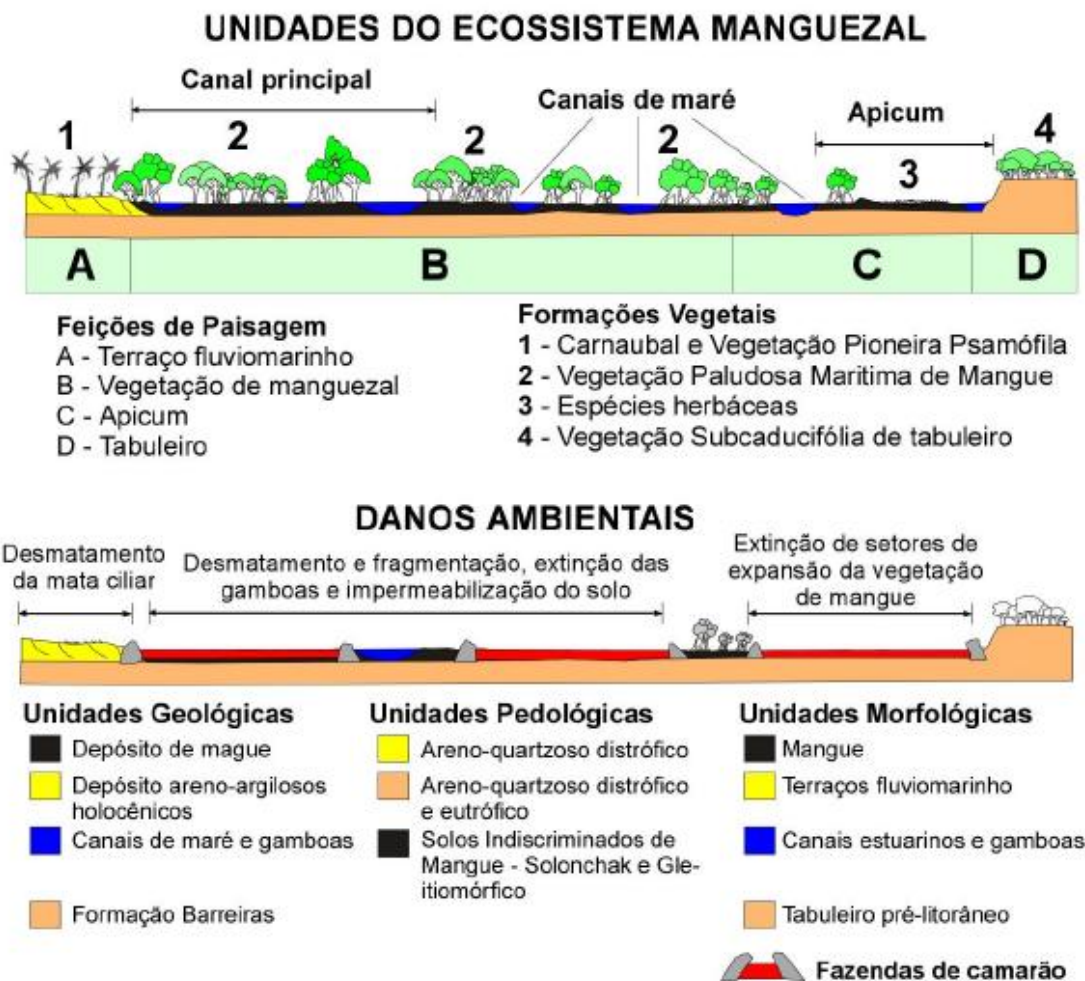 UNIDADES DO ECOSSISTEMA MANGUEZAL
Canal principal
Canais de maré
Apicum
1
2
2
2
3
4
A
B
C
D
Feições de Paisagem
A - Terraço fluviomarinho
B - Vegetação de manguezal
C - Apicum
D - Tabuleiro
Formações Vegetais
1 - Carnaubal e Vegetação Pioneira Psamófila
2 - Vegetação Paludosa Maritima de Mangue
3 - Espécies herbáceas
4 - Vegetação Subcaducifólia de tabuleiro
DANOS AMBIENTAIS
Desmatamento
da mata ciliar
Desmatamento e fragmentação, extinção das
gamboas e impermeabilização do solo
Extinção de setores de
expansão da vegetação
de mangue
Unidades Geológicas
Depósito de mague
Depósito areno-argilosos
holocênicos
Canais de maré e gamboas
Formação Barreiras
Unidades Pedológicas
Areno-quartzoso distrófico
Areno-quartzoso distrófico
e eutrófico
Solos Indiscriminados de
Mangue - Solonchak e Gle-
itiomórfico
Unidades Morfológicas
Mangue
Terraços fluviomarinho
Canais estuarinos e gamboas
Tabuleiro pré-litorâneo
Fazendas de camarão